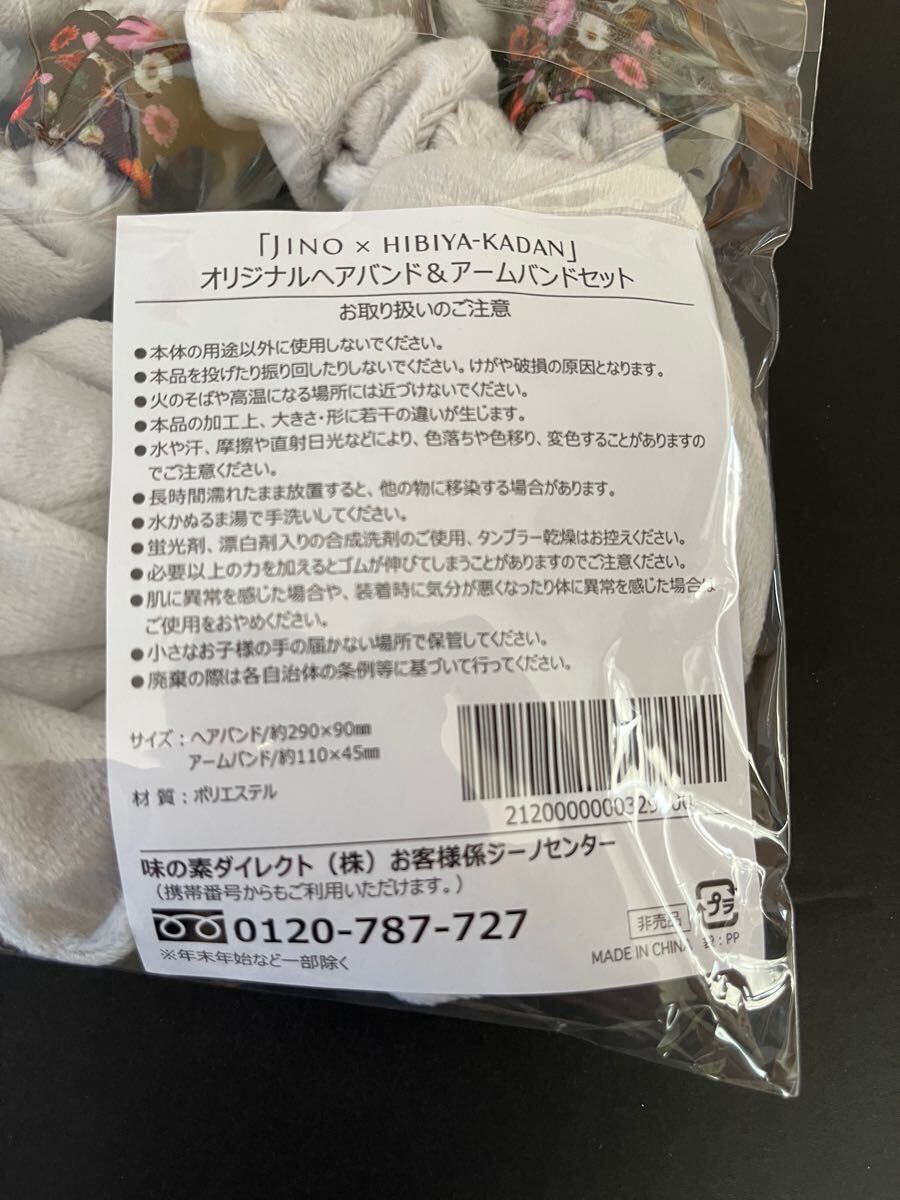 「JINO × HIBIYA-KADAN」
オリジナルヘアバンド&アームバンドセット
お取り扱いのご注意
●本体の用途以外に使用しないでください。
●本品を投げたり振り回したりしないでください。けがや破損の原因となります。
●火のそばや高温になる場所には近づけないでください。
●本品の加工上、大きさ・形に若干の違いが生じます。
●水や汗、摩擦や直射日光などにより、色落ちや色移り、変色することがありますの
でご注意ください。
●長時間濡れたまま放置すると、他の物に移染する場合があります。
●水かぬるま湯で手洗いしてください。
●蛍光剤、漂白剤入りの合成洗剤のご使用、タンブラー乾燥はお控えください。
●必要以上の力を加えるとゴムが伸びてしまうことがありますのでご注意ください。
●肌に異常を感じた場合や、装着時に気分が悪くなったり体に異常を感じた場合は
ご使用をおやめください。
●小さなお子様の手の届かない場所で保管してください。
●廃棄の際は各自治体の条例等に基づいて行ってください。
サイズ:ヘアバンド/約290×90㎜
アームバンド/約110×45㎜
材質:ポリエステル
味の素ダイレクト(株)お客様係ジーノセンター
(携帯番号からもご利用いただけます。)
0120-787-727
※年末年始など一部除く
非売品
プラ
MADE IN CHINA
袋:PP